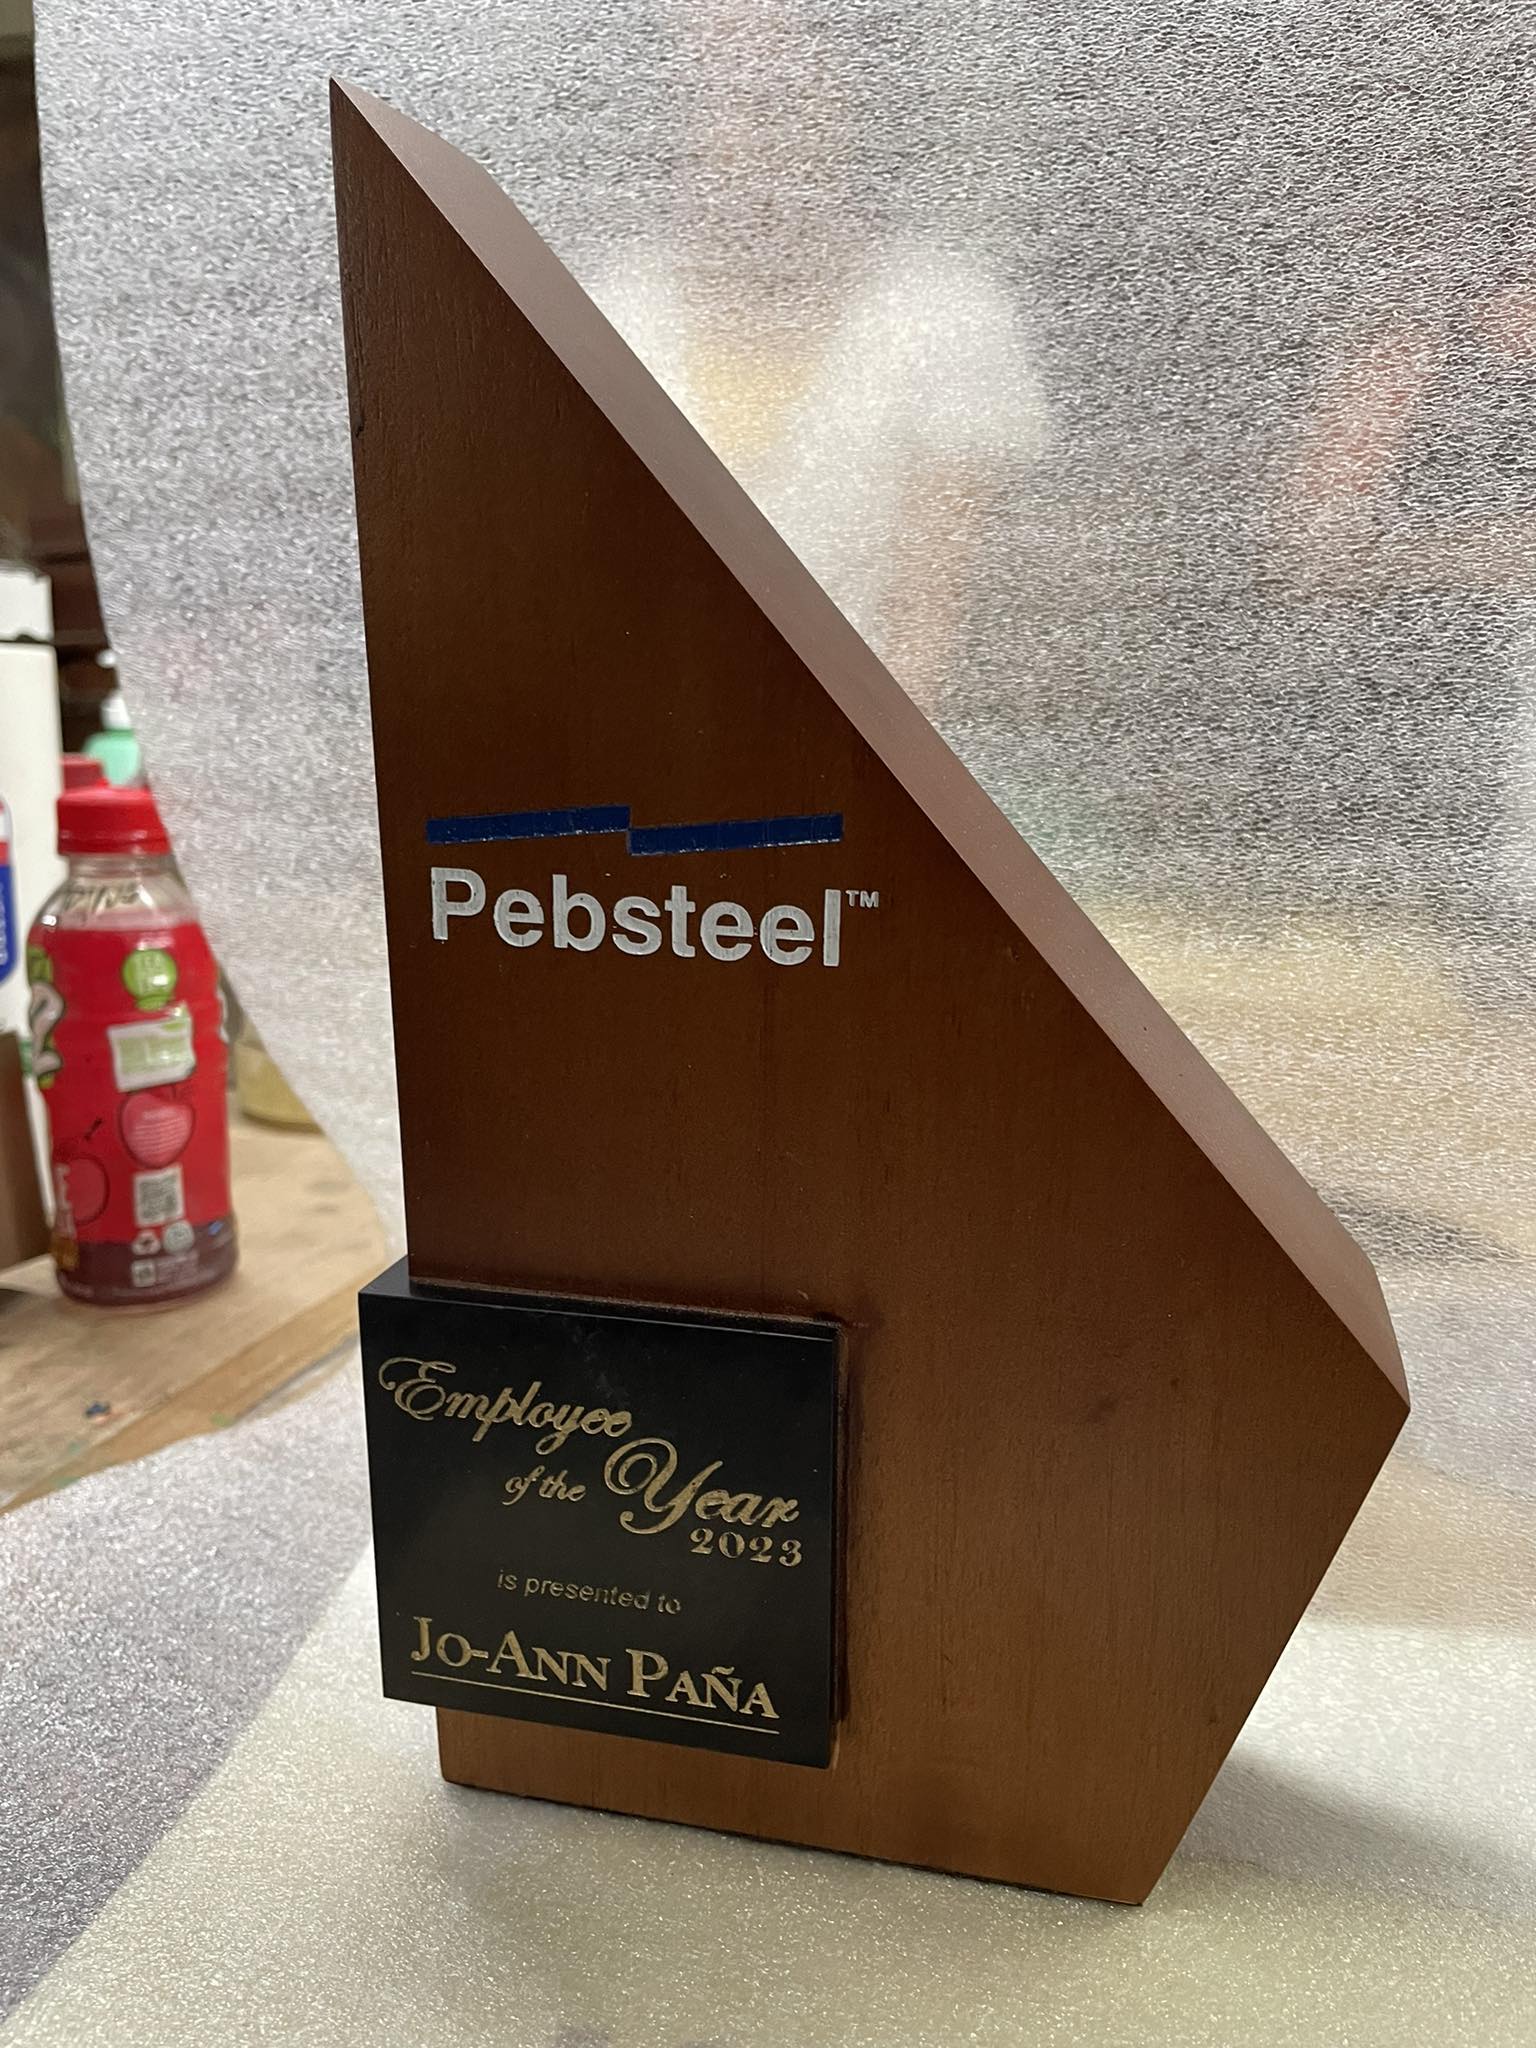 Pebsteel™
Employee
of the Year
2023
is presented to
Jo-Ann Paña